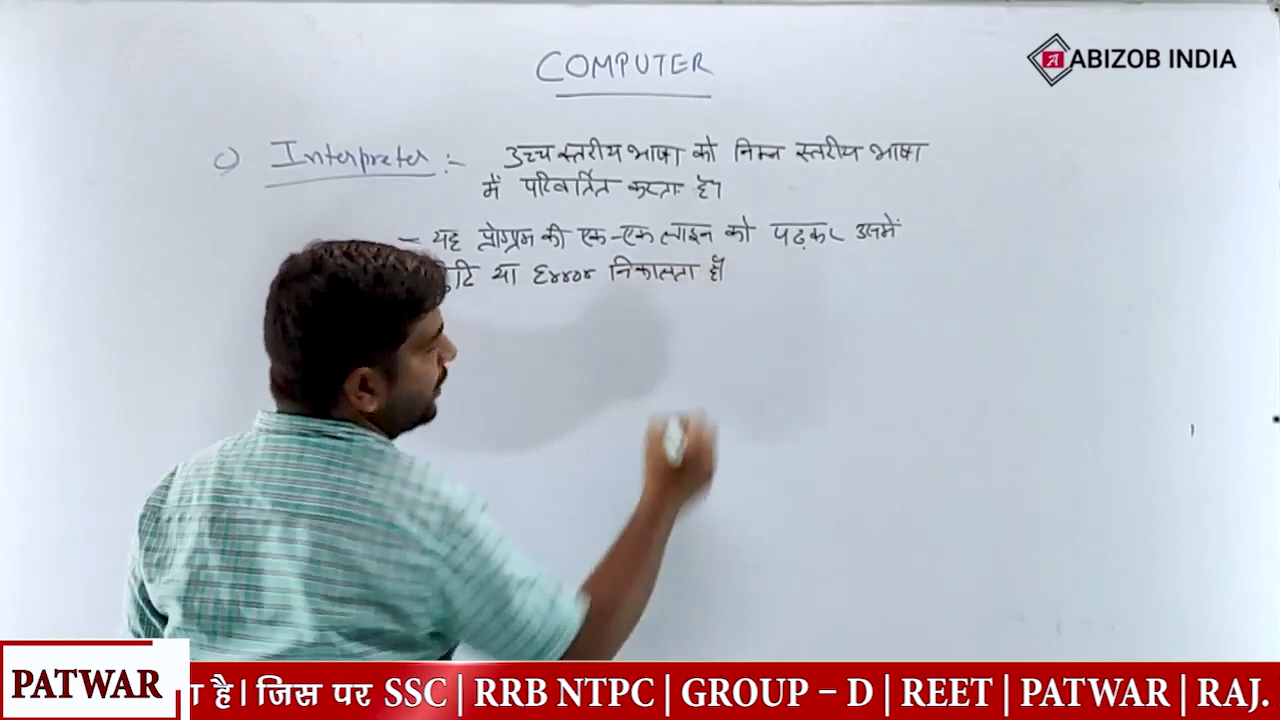 COMPUTER
ABIZOB INDIA
c) Interpreter :- उच्च स्तरीय भाषा को निम्न स्तरीय भाषा
में परिवर्तित करता है।
- यह प्रोग्राम की एक-एक लाइन को पढ़कर उसमें
या Error निकालता है।
PATWAR
है। जिस पर SSC | RRB NTPC | GROUP – D | REET | PATWAR | RAJ.